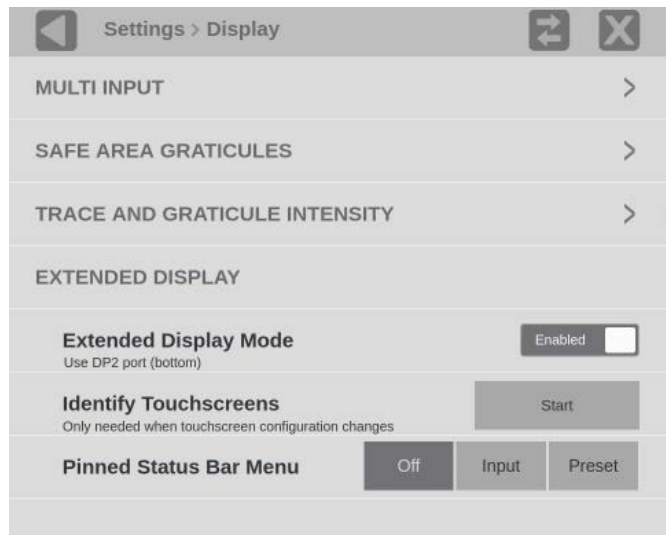 Settings > Display
MULTI INPUT
SAFE AREA GRATICULES
TRACE AND GRATICULE INTENSITY
EXTENDED DISPLAY
Extended Display Mode
Enabled
Use DP2 port (bottom)
Identify Touchscreens
Start
Only needed when touchscreen configuration changes
Pinned Status Bar Menu
Off Input Preset